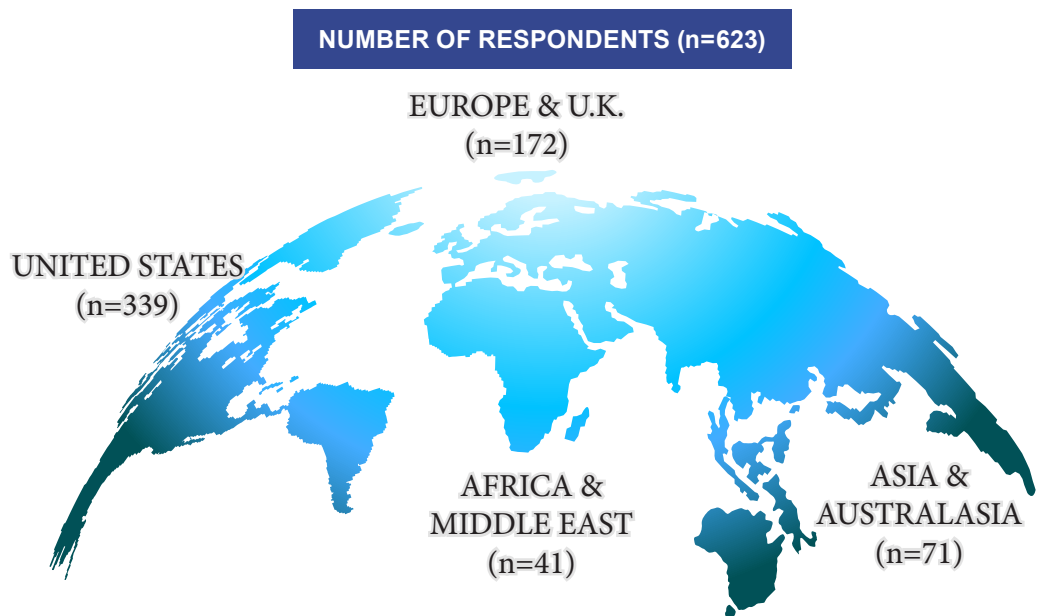 NUMBER OF RESPONDENTS (n=623)
EUROPE & U.K.
(n=172)
UNITED STATES
(n=339)
AFRICA &
MIDDLE EAST
(n=41)
ASIA &
AUSTRALASIA
(n=71)